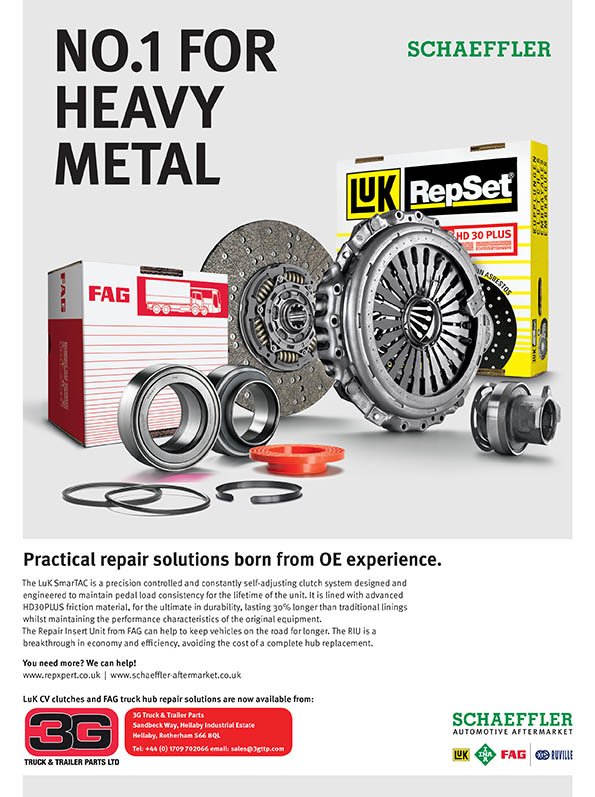 NO.1 FOR
HEAVY
METAL
SCHAEFFLER
LUK
RepSet®
HD 30 PLUS
FAG
FAG
Practical repair solutions born from OE experience.
The LuK SmarTAC is a precision controlled and constantly self-adjusting clutch system designed and
engineered to maintain pedal load consistency for the lifetime of the unit. It is lined with advanced
HD30PLUS friction material, for the ultimate in durability, lasting 30% longer than traditional linings
whilst maintaining the performance characteristics of the original equipment.
The Repair Insert Unit from FAG can help to keep vehicles on the road for longer. The RIU is a
breakthrough in economy and efficiency, avoiding the cost of a complete hub replacement.
You need more? We can help!
www.repxpert.co.uk | www.schaeffler-aftermarket.co.uk
LuK CV clutches and FAG truck hub repair solutions are now available from:
3G
TRUCK & TRAILER PARTS LTD
3G Truck & Trailer Parts
Sandbeck Way, Hellaby Industrial Estate
Hellaby, Rotherham S66 8QL
Tel: +44 (0) 1709 702066 email: sales@3gttp.com
SCHAEFFLER
AUTOMOTIVE AFTERMARKET
LUK INA FAG RUVILLE